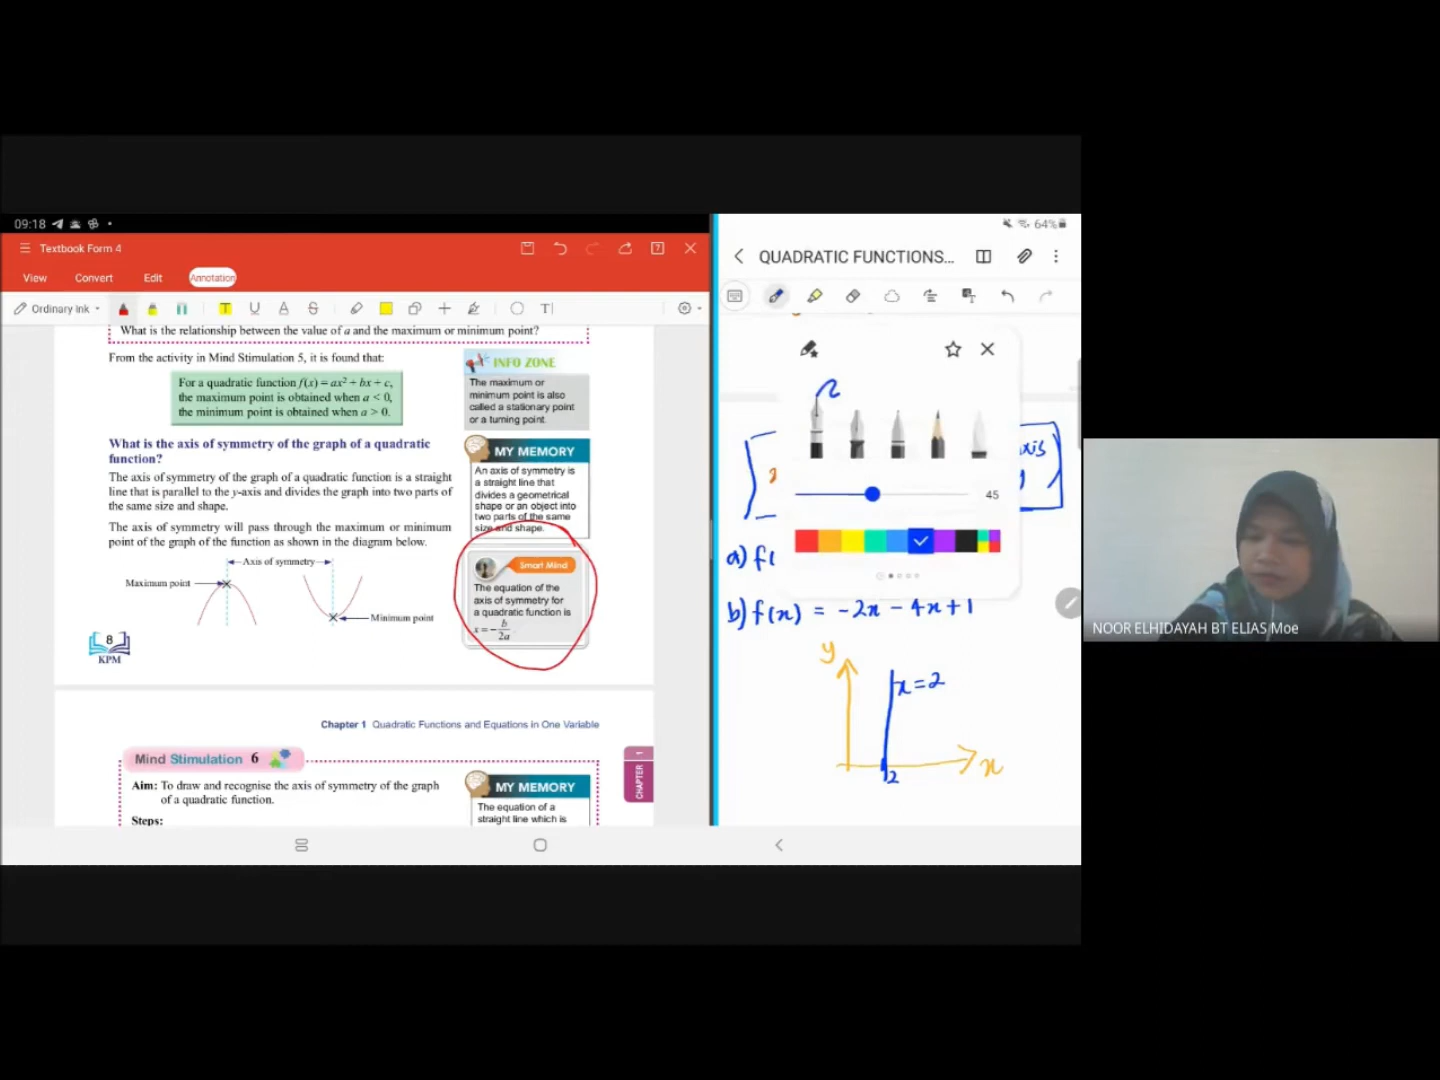 09:18
64%
Textbook Form 4
View
Convert
Edit
Annotation
Ordinary Ink
What is the relationship between the value of a and the maximum or minimum point?
From the activity in Mind Stimulation 5, it is found that:
For a quadratic function f(x) = ax² + bx + c,
the maximum point is obtained when a < 0,
the minimum point is obtained when a > 0.
What is the axis of symmetry of the graph of a quadratic
function?
The axis of symmetry of the graph of a quadratic function is a straight
line that is parallel to the y-axis and divides the graph into two parts of
the same size and shape.
The axis of symmetry will pass through the maximum or minimum
point of the graph of the function as shown in the diagram below.
Axis of symmetry
Maximum point
Minimum point
8
KPM
INFO ZONE
The maximum or
minimum point is also
called a stationary point
or a turning point.
MY MEMORY
An axis of symmetry is
a straight line that
divides a geometrical
shape or an object into
two parts of the same
size and shape.
Smart Mind
The equation of the
axis of symmetry for
a quadratic function is
x = − b/2a
Chapter 1 Quadratic Functions and Equations in One Variable
Mind Stimulation 6
Aim: To draw and recognise the axis of symmetry of the graph
of a quadratic function.
Steps:
MY MEMORY
The equation of a
straight line which is
CHAPTER 1
QUADRATIC FUNCTIONS...
45
xis
a) f(
b) f(x) = -2x - 4x + 1
y
x = 2
2
x
NOOR ELHIDAYAH BT ELIAS Moe